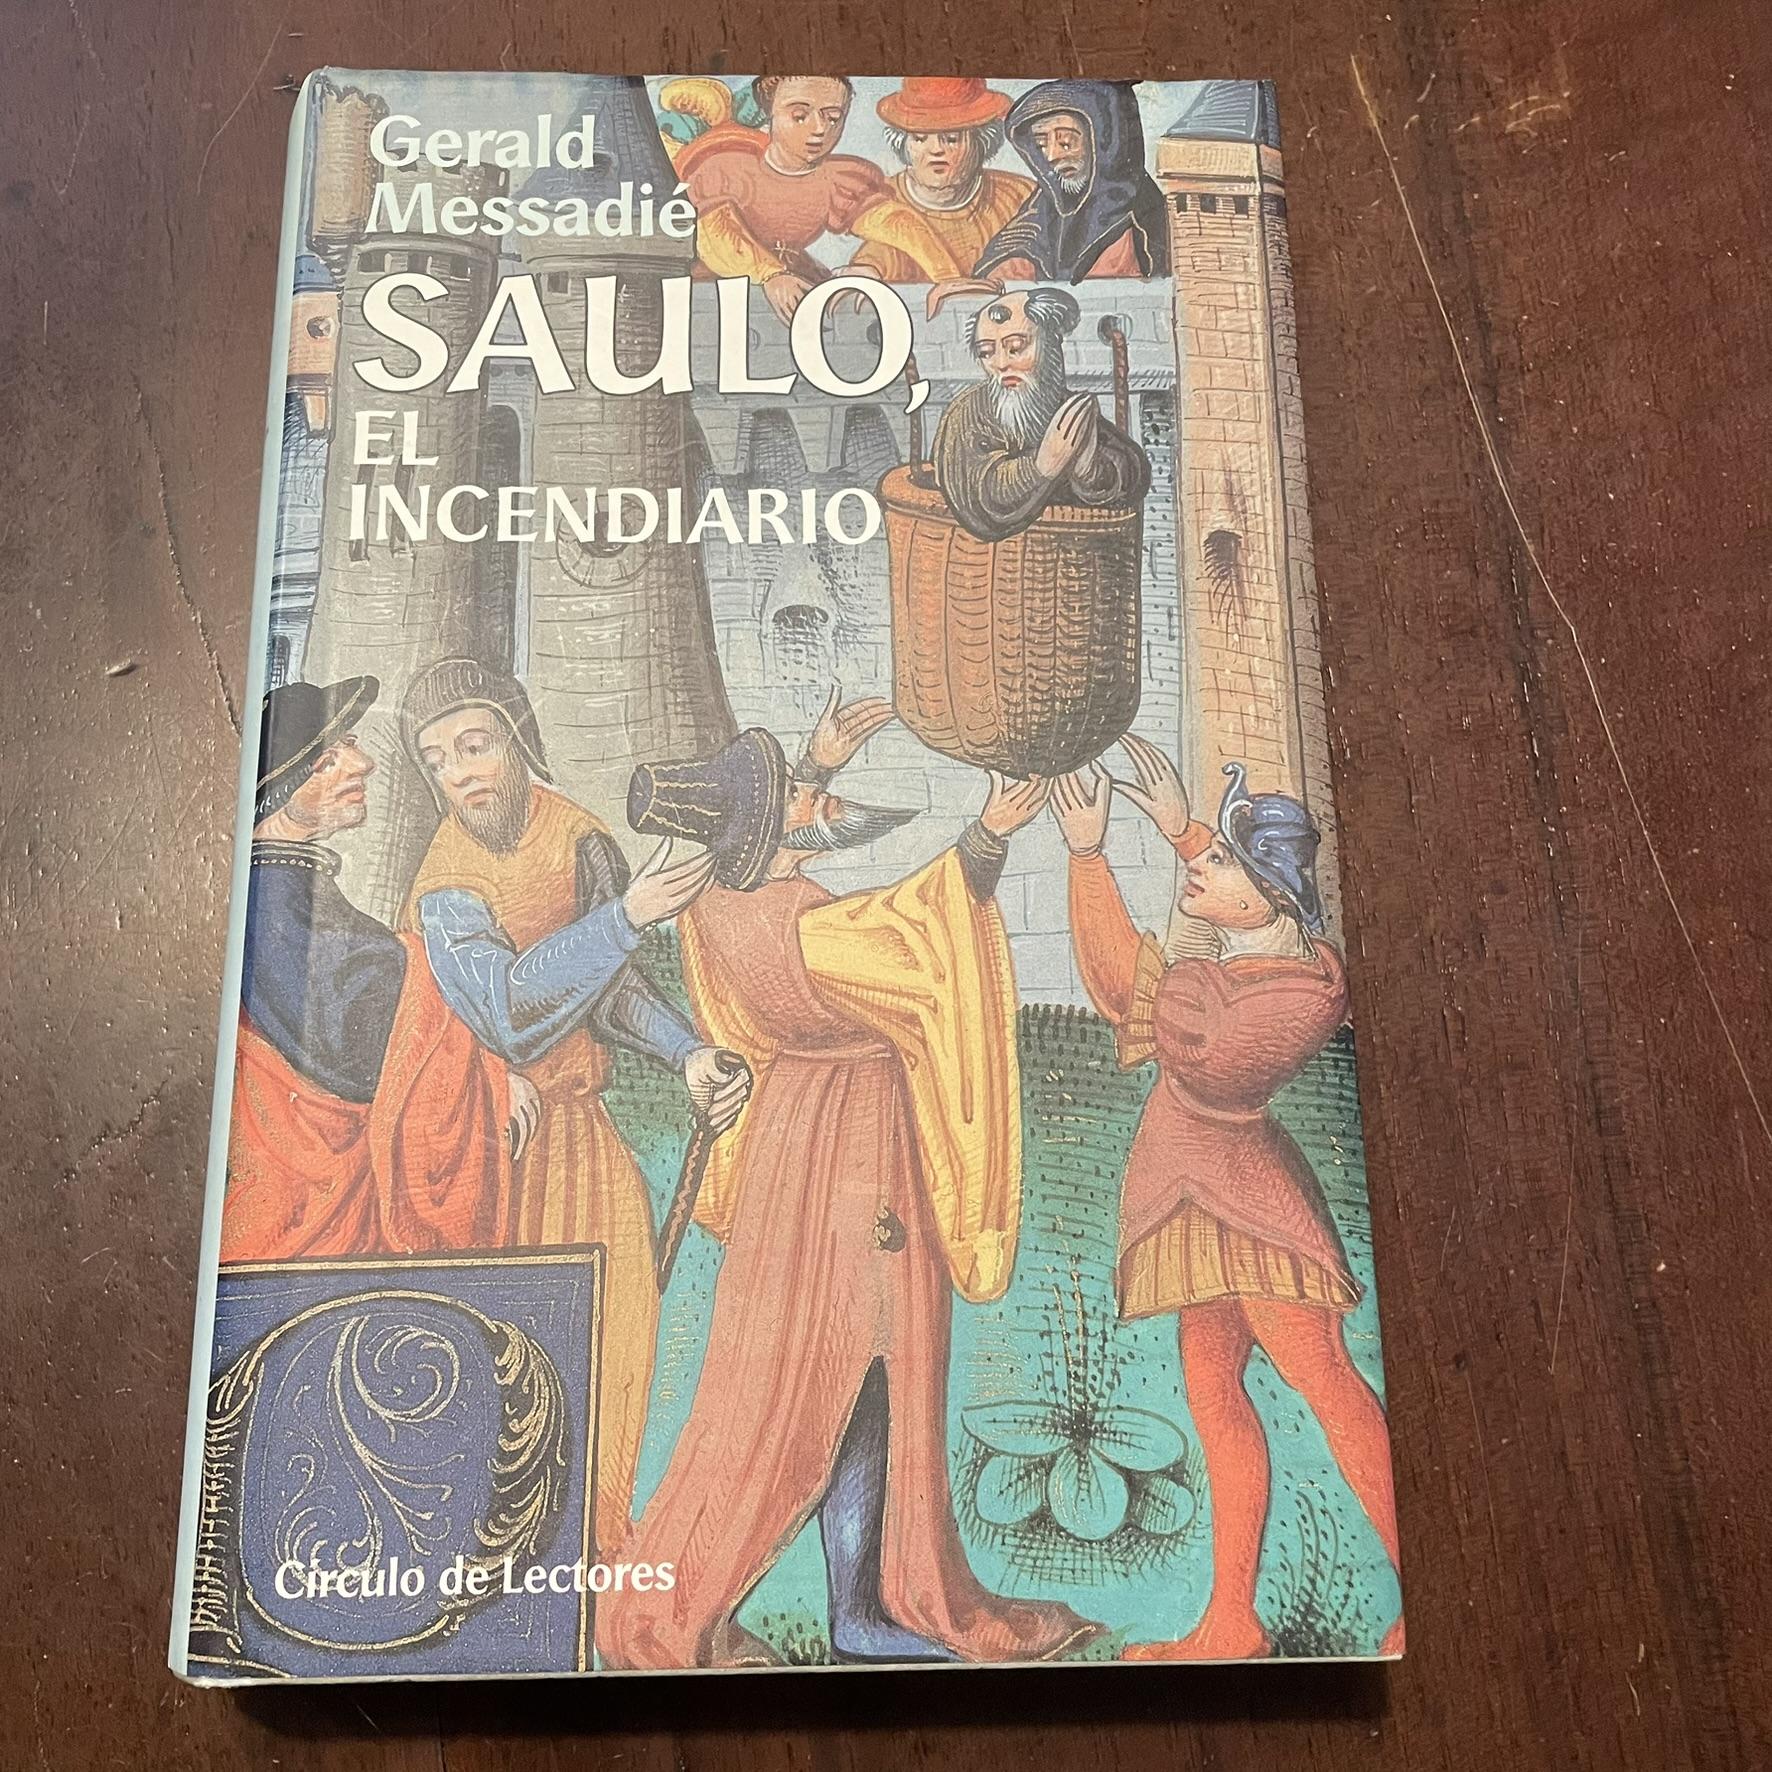 Gerald
Messadié
SAULO,
EL
INCENDIARIO
Círculo de Lectores